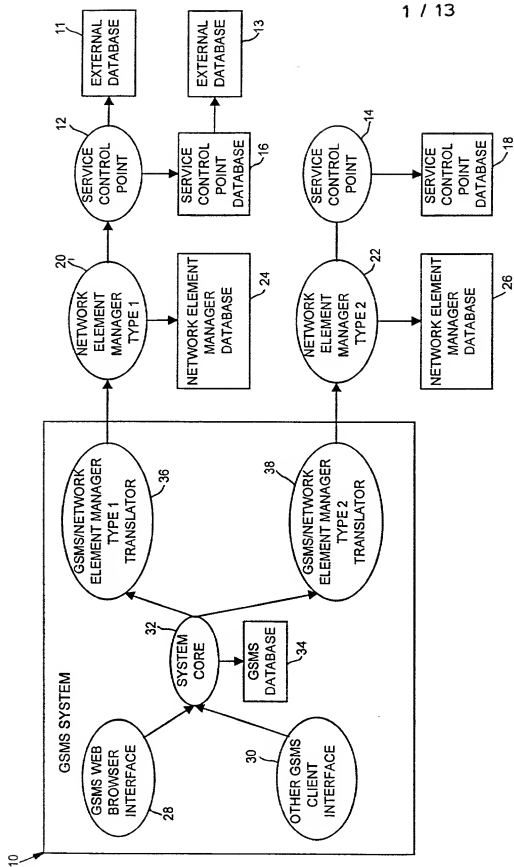 1 / 13
10
GSMS SYSTEM
GSMS WEB
BROWSER
INTERFACE
28
OTHER GSMS
CLIENT
INTERFACE
30
SYSTEM
CORE
32
GSMS
DATABASE
34
GSMS/NETWORK
ELEMENT MANAGER
TYPE 1
TRANSLATOR
36
GSMS/NETWORK
ELEMENT MANAGER
TYPE 2
TRANSLATOR
38
NETWORK
ELEMENT
MANAGER
TYPE 1
20
NETWORK ELEMENT
MANAGER
DATABASE
24
NETWORK
ELEMENT
MANAGER
TYPE 2
22
NETWORK ELEMENT
MANAGER
DATABASE
26
SERVICE
CONTROL
POINT
12
SERVICE
CONTROL
POINT
DATABASE
16
SERVICE
CONTROL
POINT
14
SERVICE
CONTROL
POINT
DATABASE
18
EXTERNAL
DATABASE
11
EXTERNAL
DATABASE
13